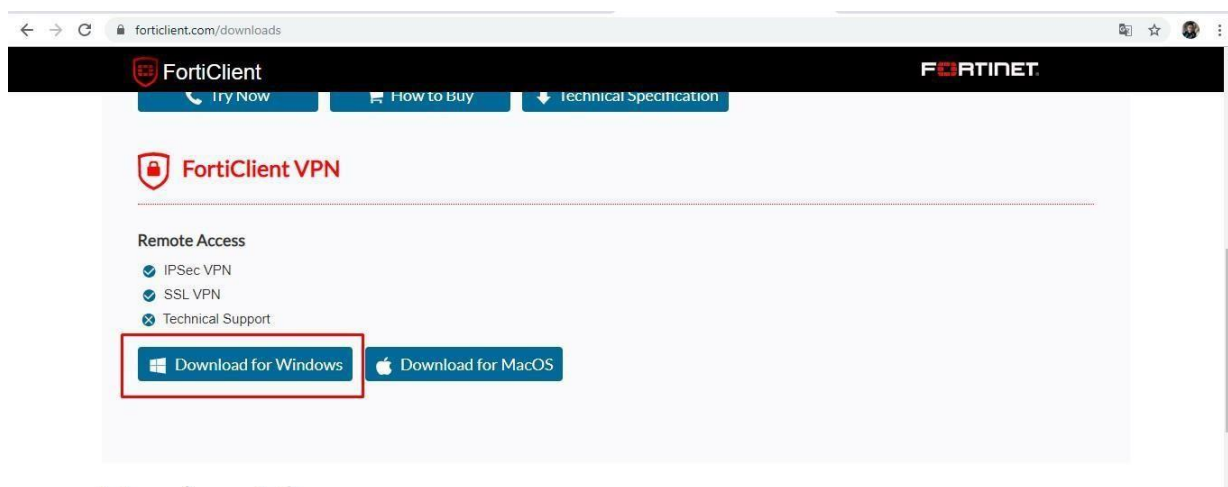 forticlient.com/downloads
FortiClient
FORTINET
Try Now How to Buy Technical Specification
FortiClient VPN
Remote Access
IPSec VPN
SSL VPN
Technical Support
Download for Windows Download for MacOS